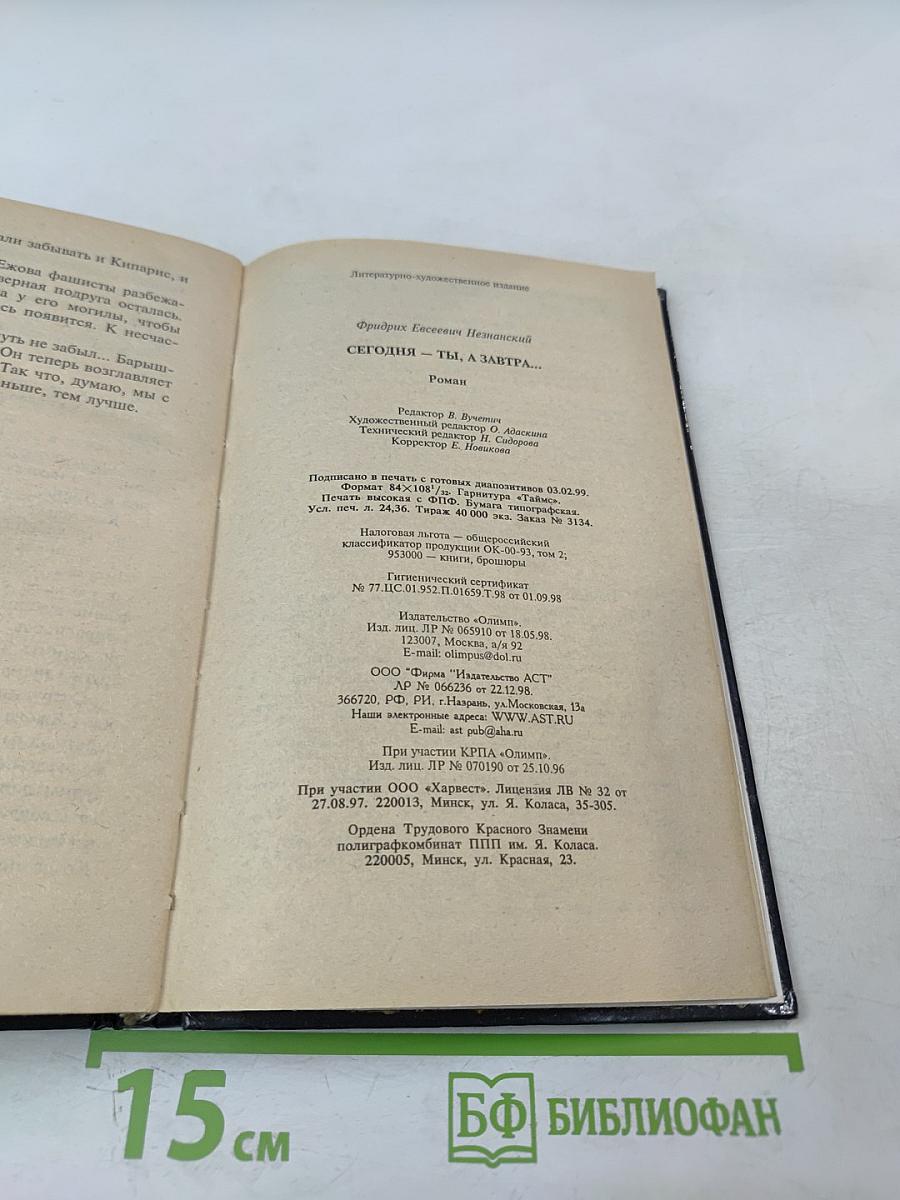 али забывать и Кипарис, и
Ежова фашисты разбежа-
верная подруга осталась.
а у его могилы, чтобы
сь появится. К несчас-
уть не забыл... Барыш-
Он теперь возглавляет
Так что, думаю, мы с
ньше, тем лучше.
Литературно-художественное издание
Фридрих Евсеевич Незнанский
СЕГОДНЯ — ТЫ, А ЗАВТРА...
Роман
Редактор В. Вучетич
Художественный редактор О. Адаскина
Технический редактор Н. Сидорова
Корректор Е. Новикова
Подписано в печать с готовых диапозитивов 03.02.99.
Формат 84×108¹/₃₂. Гарнитура «Таймс».
Печать высокая с ФПФ. Бумага типографская.
Усл. печ. л. 24,36. Тираж 40 000 экз. Заказ № 3134.
Налоговая льгота — общероссийский
классификатор продукции ОК-00-93, том 2;
953000 — книги, брошюры
Гигиенический сертификат
№ 77.ЦС.01.952.П.01659.Т.98 от 01.09.98
Издательство «Олимп».
Изд. лиц. ЛР № 065910 от 18.05.98.
123007, Москва, а/я 92
E-mail: olimpus@dol.ru
ООО "Фирма "Издательство АСТ"
ЛР № 066236 от 22.12.98.
366720, РФ, РИ, г.Назрань, ул.Московская, 13а
Наши электронные адреса: WWW.AST.RU
E-mail: ast pub@aha.ru
При участии КРПА «Олимп».
Изд. лиц. ЛР № 070190 от 25.10.96
При участии ООО «Харвест». Лицензия ЛВ № 32 от
27.08.97. 220013, Минск, ул. Я. Коласа, 35-305.
Ордена Трудового Красного Знамени
полиграфкомбинат ППП им. Я. Коласа.
220005, Минск, ул. Красная, 23.
15 см
БФ БИБЛИОФАН